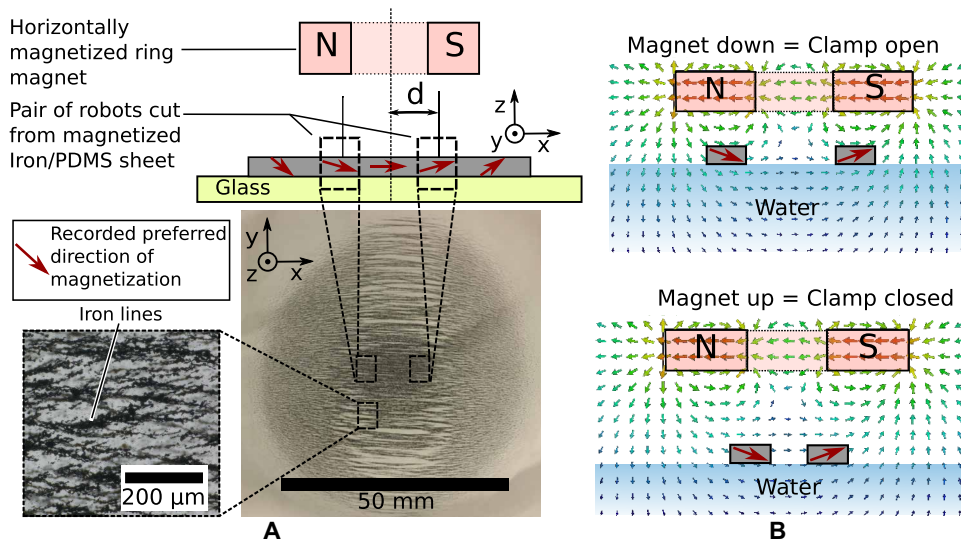 Horizontally
magnetized ring
magnet
N
S
Pair of robots cut
from magnetized
Iron/PDMS sheet
d
z
y
x
Glass
Recorded preferred
direction of
magnetization
y
z
x
Iron lines
200 µm
50 mm
A
Magnet down = Clamp open
N
S
Water
Magnet up = Clamp closed
N
S
Water
B